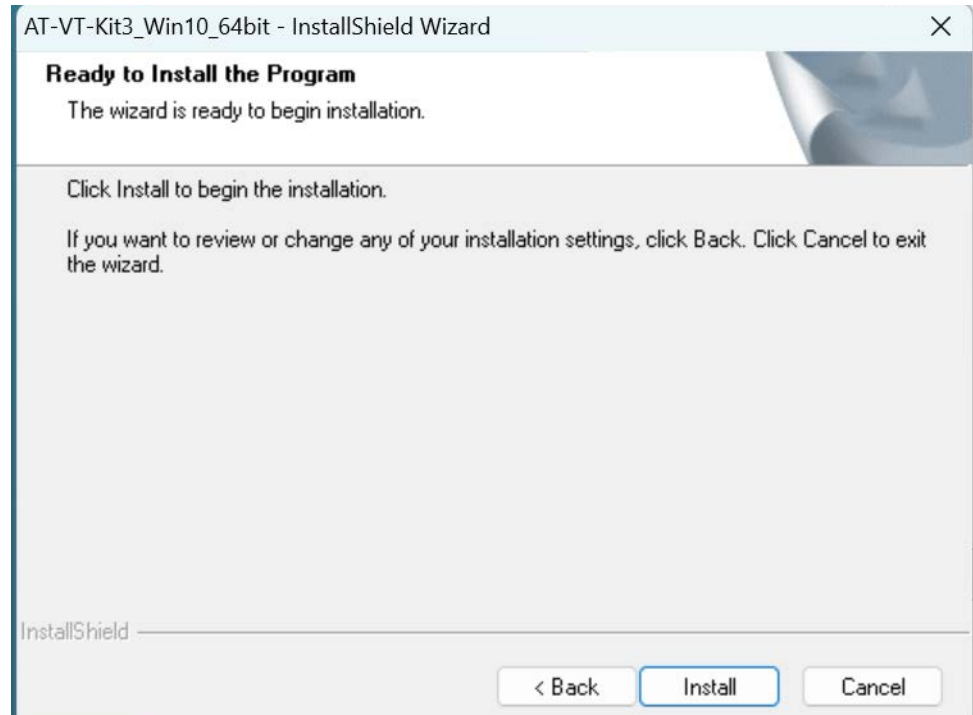 AT-VT-Kit3_Win10_64bit - InstallShield Wizard
Ready to Install the Program
The wizard is ready to begin installation.
Click Install to begin the installation.
If you want to review or change any of your installation settings, click Back. Click Cancel to exit
the wizard.
InstallShield
< Back Install Cancel